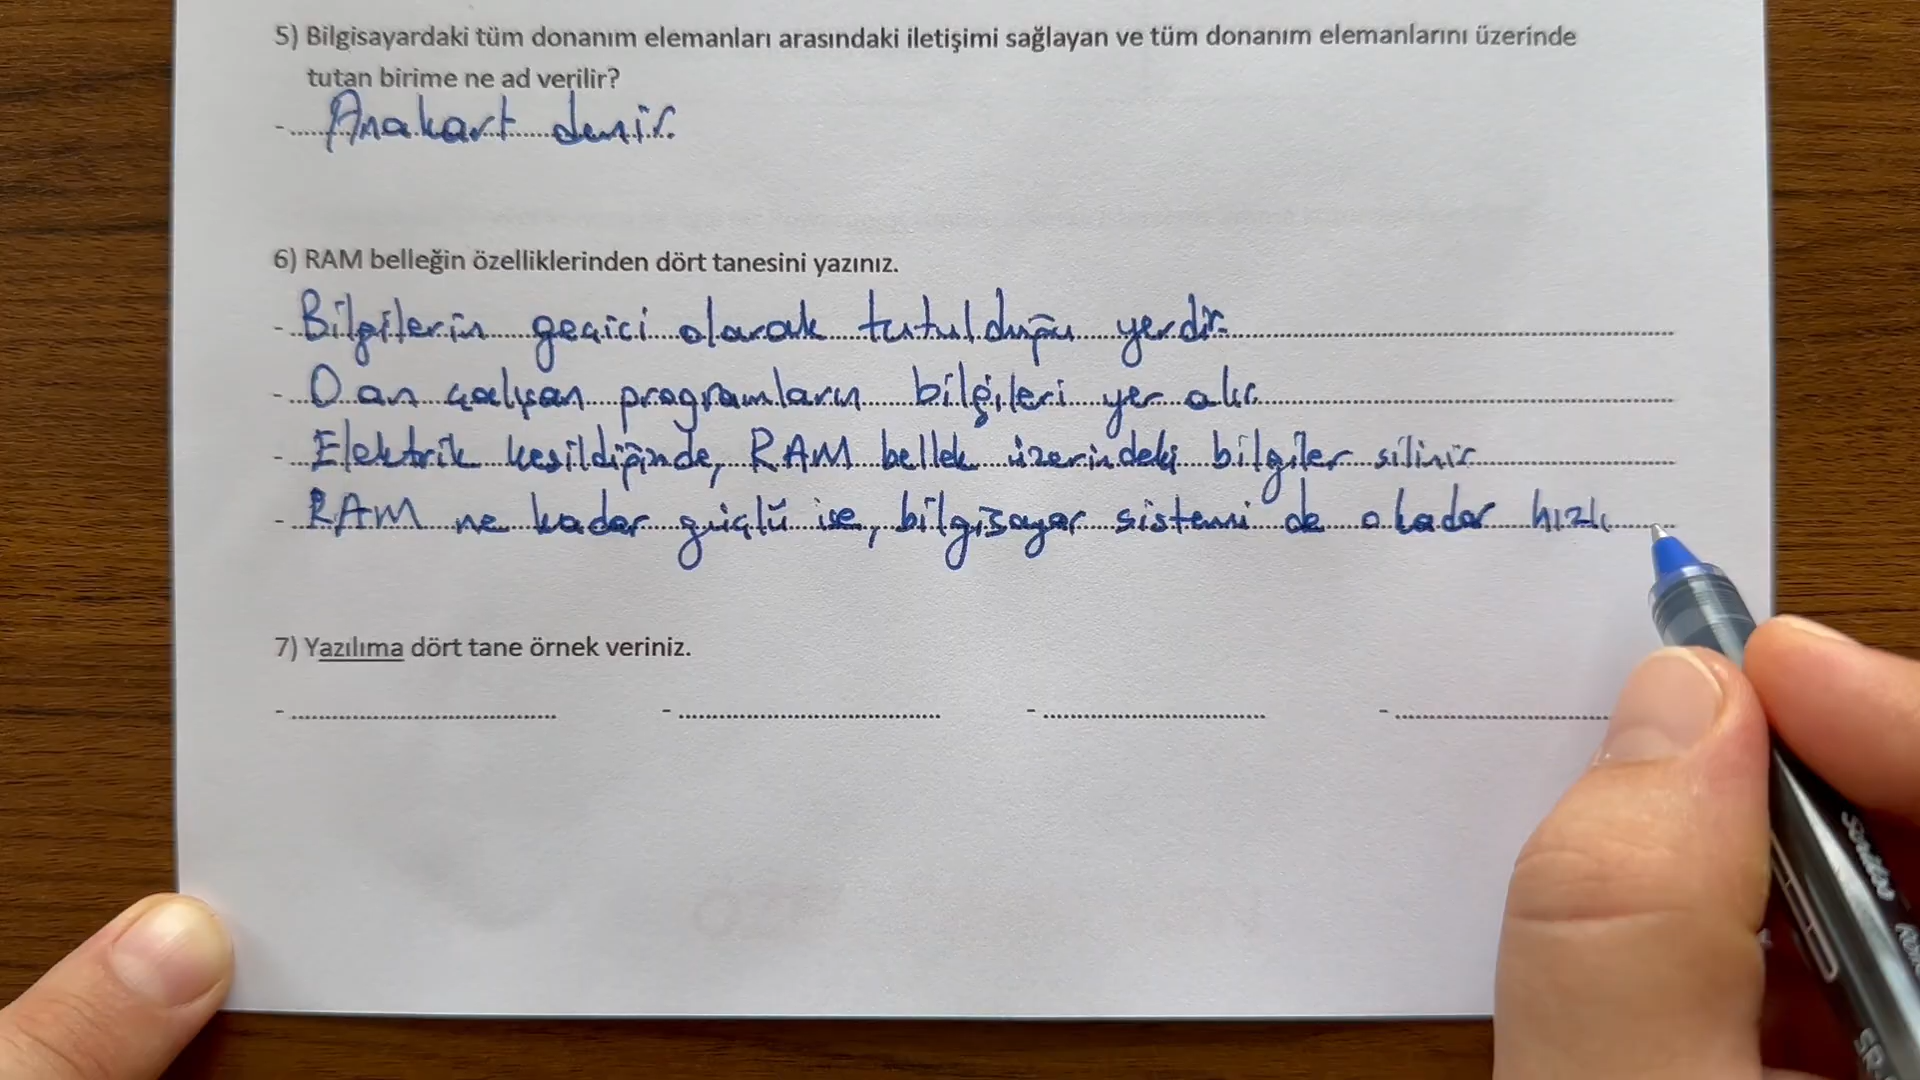 5) Bilgisayardaki tüm donanım elemanları arasındaki iletişimi sağlayan ve tüm donanım elemanlarını üzerinde
tutan birime ne ad verilir?
- Anakart denir.
6) RAM belleğin özelliklerinden dört tanesini yazınız.
- Bilgilerin geçici olarak tutulduğu yerdir.
- O an çalışan programların bilgileri yer alır.
- Elektrik kesildiğinde, RAM bellek üzerindeki bilgiler silinir.
- RAM ne kadar güçlü ise, bilgisayar sistemi de o kadar hızlı
7) Yazılıma dört tane örnek veriniz.
- - - -